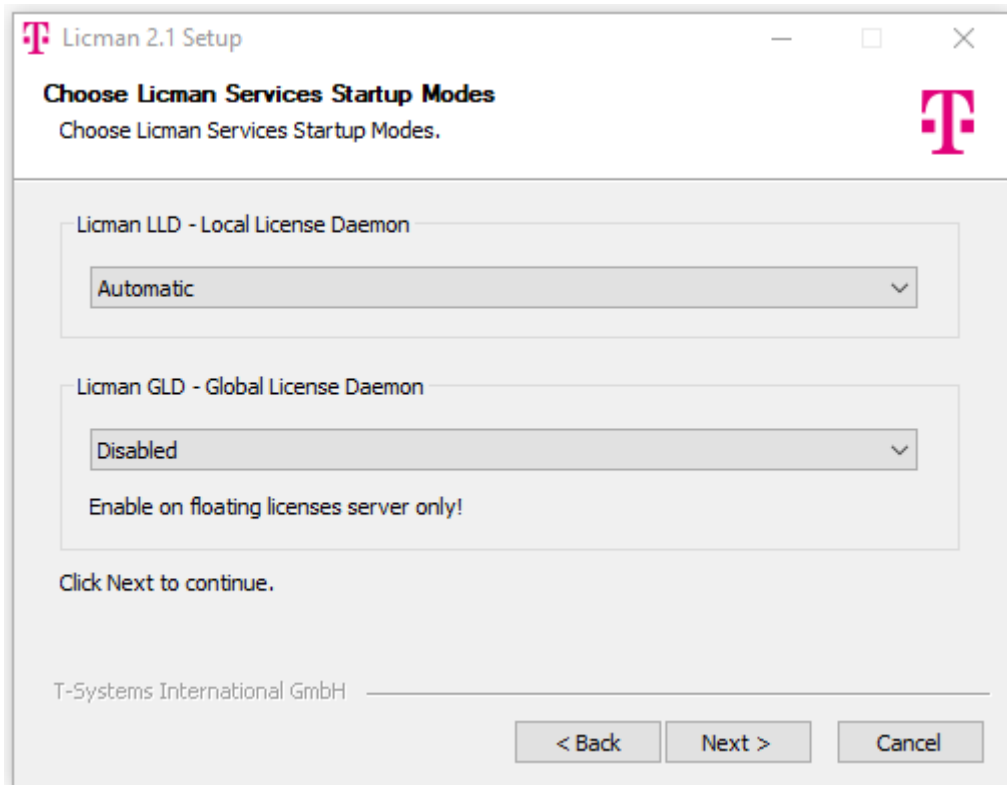 Licman 2.1 Setup
Choose Licman Services Startup Modes
Choose Licman Services Startup Modes.
Licman LLD - Local License Daemon
Automatic
Licman GLD - Global License Daemon
Disabled
Enable on floating licenses server only!
Click Next to continue.
T-Systems International GmbH
< Back Next > Cancel